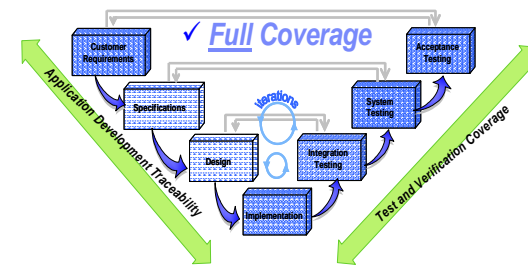 ✓ Full Coverage
Customer
Requirements
Acceptance
Testing
Specifications
System
Testing
Iterations
Design
Integration
Testing
Implementation
Application Development Traceability
Test and Verification Coverage